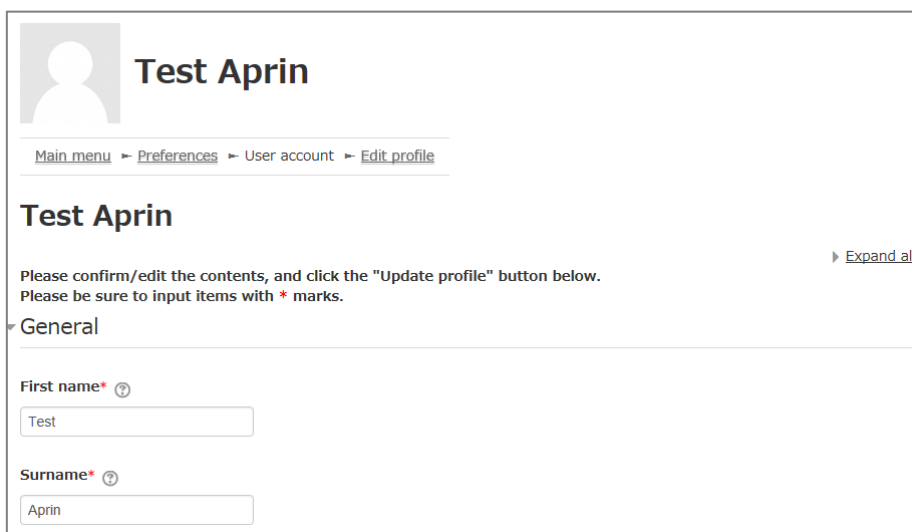 Test Aprin
Main menu ► Preferences ► User account ► Edit profile
Test Aprin
Expand al
Please confirm/edit the contents, and click the "Update profile" button below.
Please be sure to input items with * marks.
General
First name* ?
Test
Surname* ?
Aprin